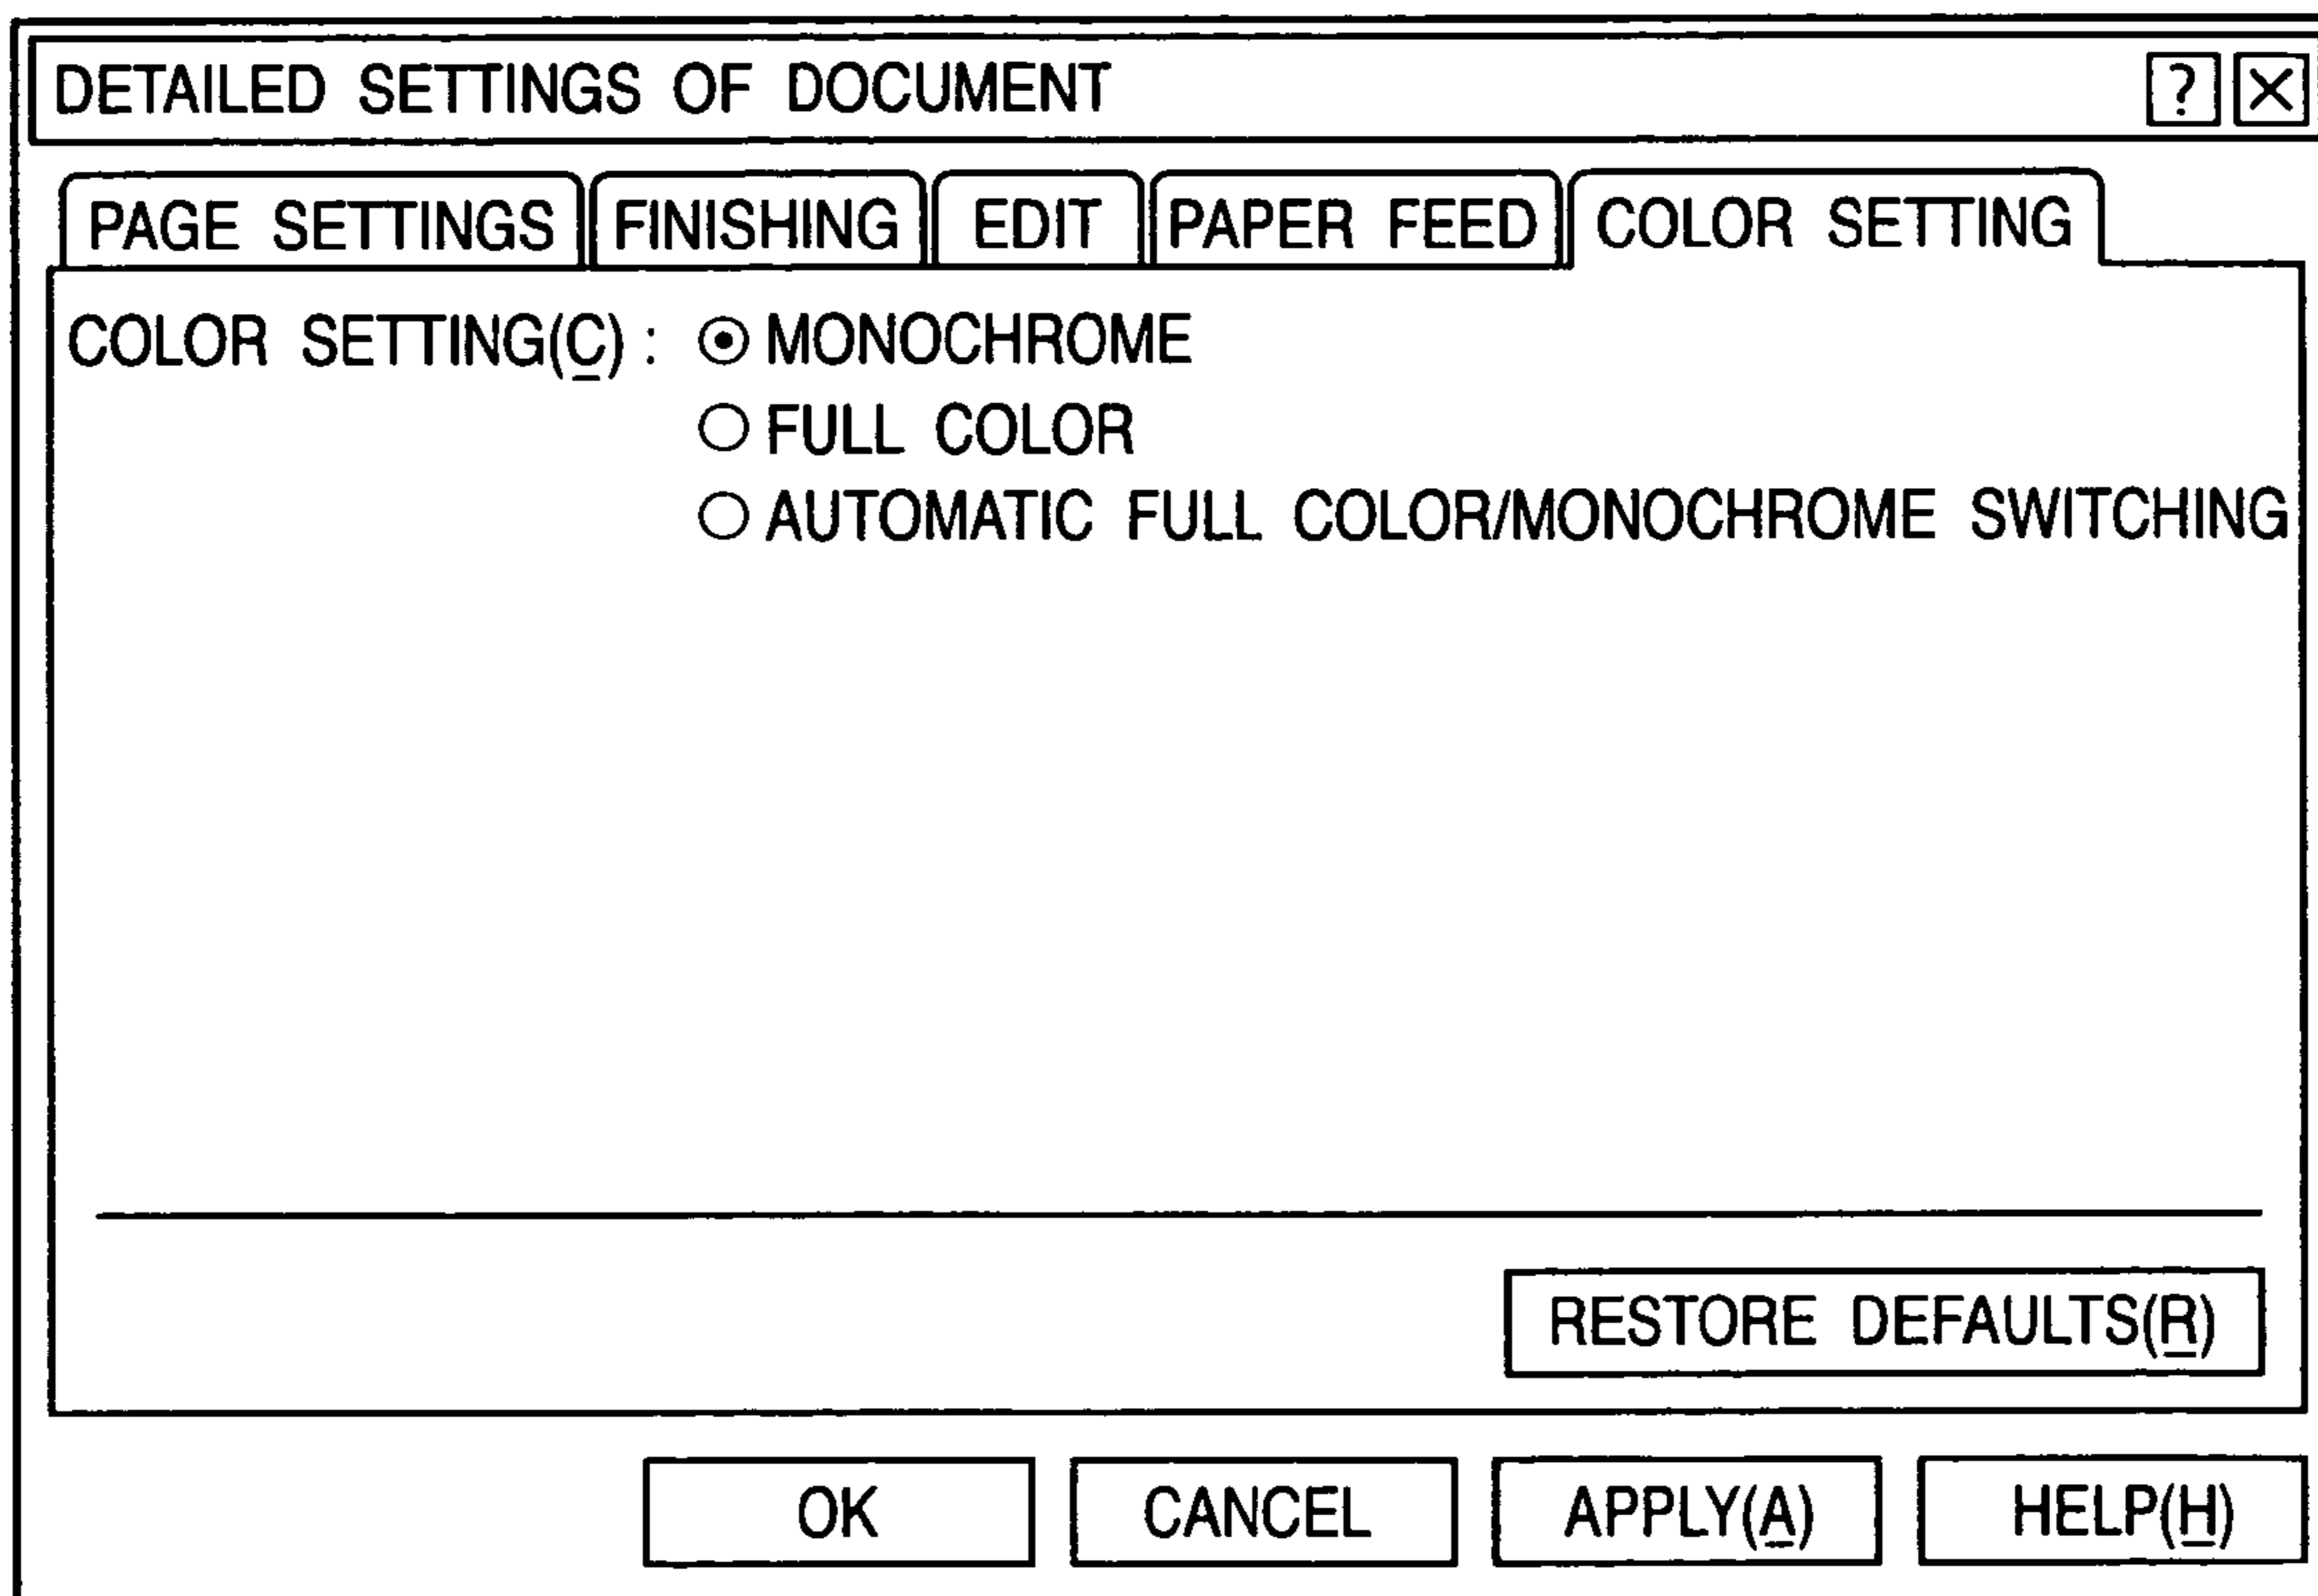 DETAILED SETTINGS OF DOCUMENT ?
PAGE SETTINGS FINISHING EDIT PAPER FEED COLOR SETTING
COLOR SETTING(C) : MONOCHROME
FULL COLOR
AUTOMATIC FULL COLOR/MONOCHROME SWITCHING
RESTORE DEFAULTS(R)
OK CANCEL APPLY(A) HELP(H)